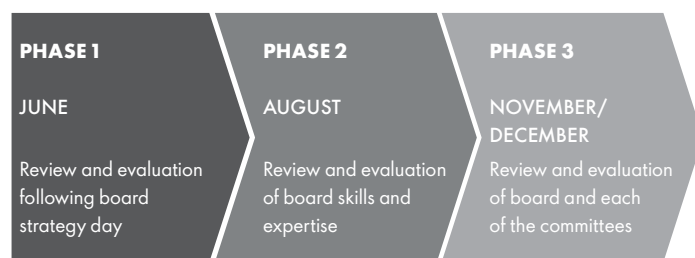 PHASE 1
JUNE
Review and evaluation
following board
strategy day
PHASE 2
AUGUST
Review and evaluation
of board skills and
expertise
PHASE 3
NOVEMBER/
DECEMBER
Review and evaluation
of board and each
of the committees